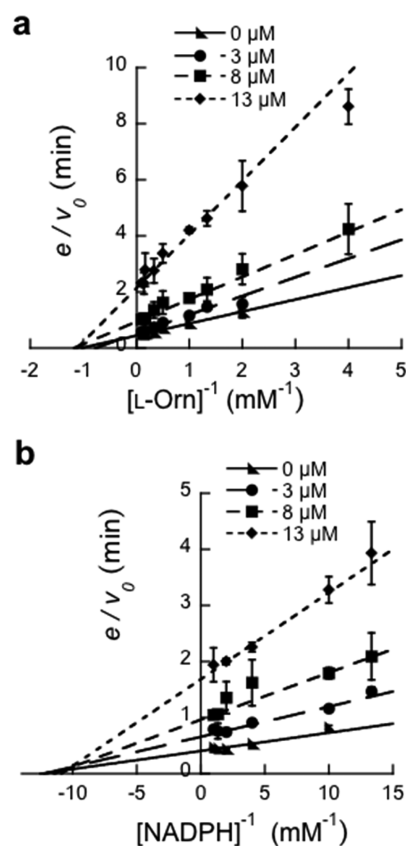 a
0 µM
3 µM
8 µM
13 µM
10
8
6
4
2
0
e/v0 (min)
-2 -1 0 1 2 3 4 5
[L-Orn]-1 (mM-1)
b
0 µM
3 µM
8 µM
13 µM
5
4
3
2
1
0
e/v0 (min)
-10 -5 0 5 10 15
[NADPH]-1 (mM-1)